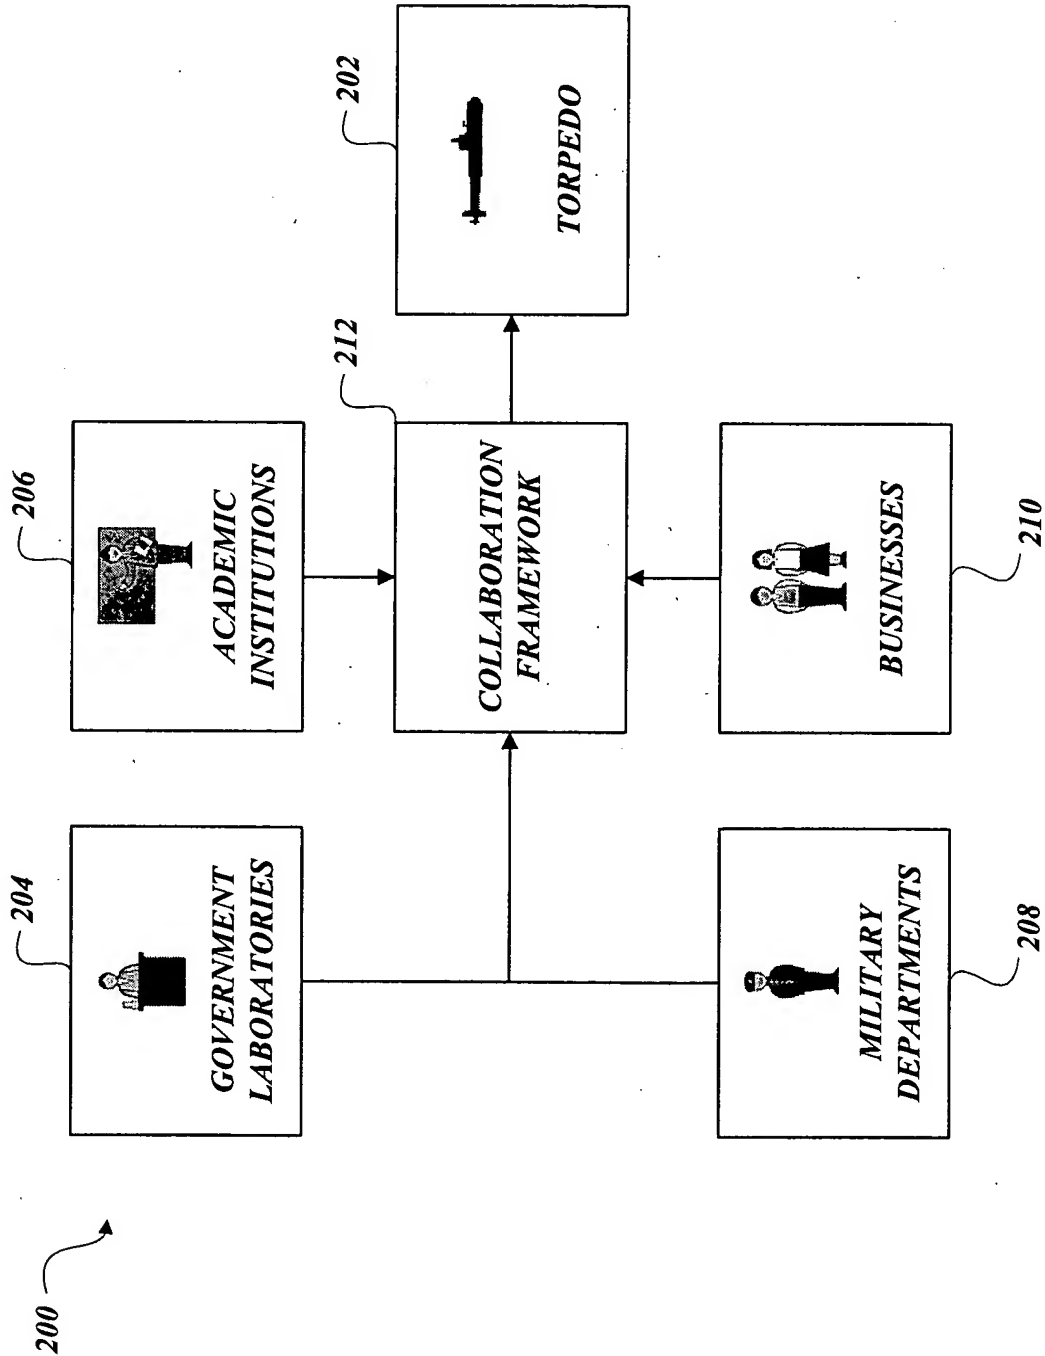 200
204
GOVERNMENT
LABORATORIES
206
ACADEMIC
INSTITUTIONS
212
COLLABORATION
FRAMEWORK
202
TORPEDO
MILITARY
DEPARTMENTS
208
BUSINESSES
210